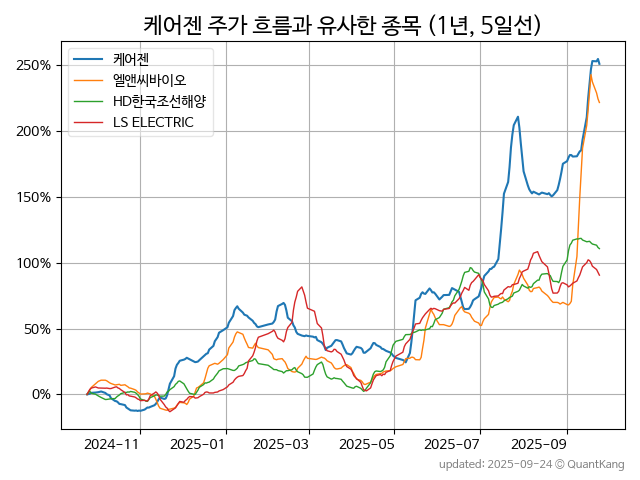 케어젠 주가 흐름과 유사한 종목 (1년, 5일선)
케어젠
엘앤씨바이오
HD한국조선해양
LS ELECTRIC
250%
200%
150%
100%
50%
0%
2024-11 2025-01 2025-03 2025-05 2025-07 2025-09
updated: 2025-09-24 © QuantKang